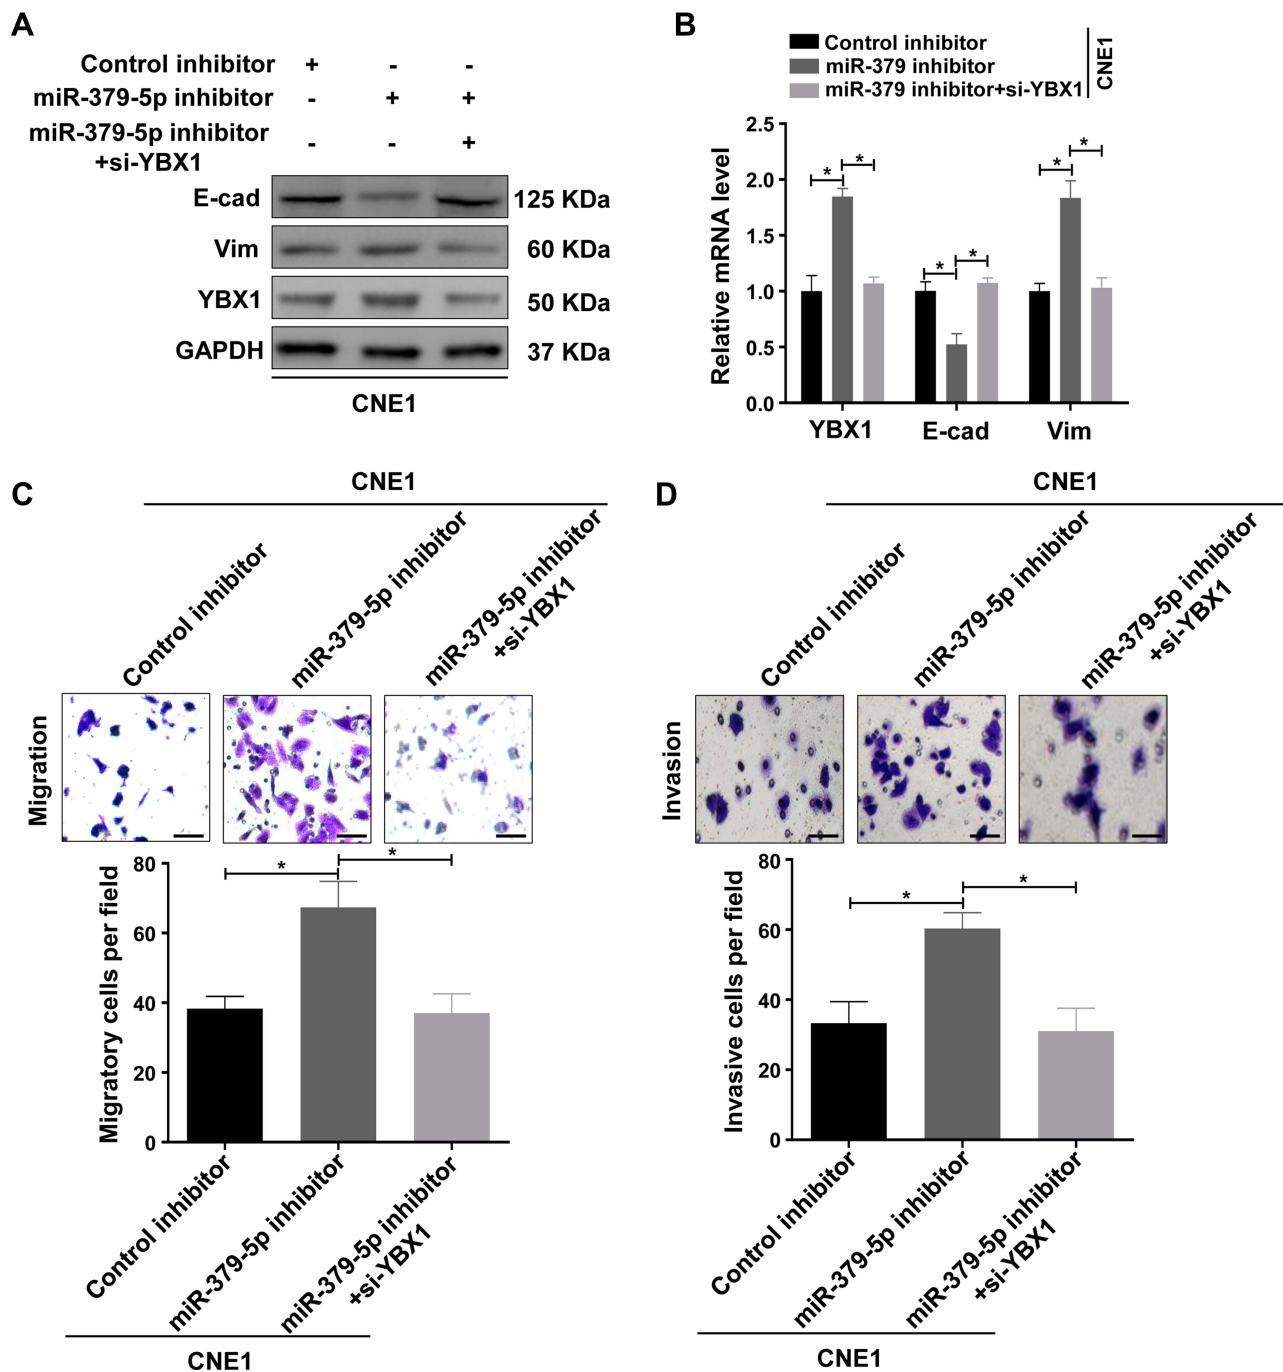 A
Control inhibitor + - -
miR-379-5p inhibitor - + +
miR-379-5p inhibitor
+si-YBX1 - - +
E-cad 125 KDa
Vim 60 KDa
YBX1 50 KDa
GAPDH 37 KDa
CNE1
B
Control inhibitor
miR-379 inhibitor
miR-379 inhibitor+si-YBX1
CNE1
Relative mRNA level
2.5
2.0
1.5
1.0
0.5
0.0
* * * * * *
YBX1 E-cad Vim
C
CNE1
Control inhibitor
miR-379-5p inhibitor
miR-379-5p inhibitor
+si-YBX1
Migration
Migratory cells per field
80
60
40
20
0
* *
Control inhibitor
miR-379-5p inhibitor
miR-379-5p inhibitor
+si-YBX1
CNE1
D
CNE1
Control inhibitor
miR-379-5p inhibitor
miR-379-5p inhibitor
+si-YBX1
Invasion
Invasive cells per field
80
60
40
20
0
* *
Control inhibitor
miR-379-5p inhibitor
miR-379-5p inhibitor
+si-YBX1
CNE1